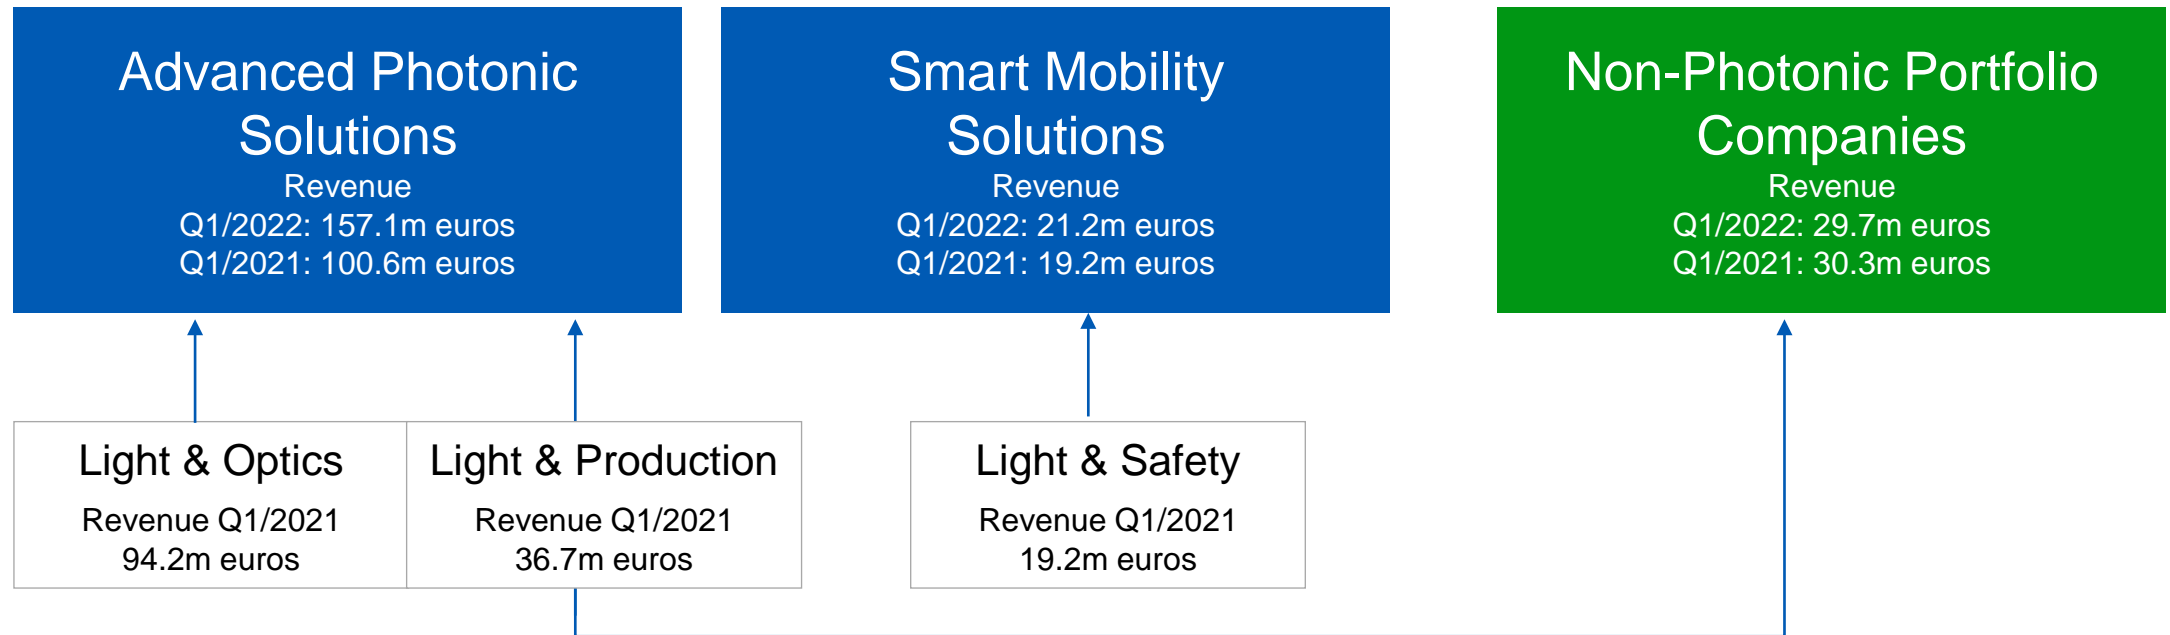 Advanced Photonic
Solutions
Revenue
Q1/2022: 157.1m euros
Q1/2021: 100.6m euros
Smart Mobility
Solutions
Revenue
Q1/2022: 21.2m euros
Q1/2021: 19.2m euros
Non-Photonic Portfolio
Companies
Revenue
Q1/2022: 29.7m euros
Q1/2021: 30.3m euros
Light & Optics
Revenue Q1/2021
94.2m euros
Light & Production
Revenue Q1/2021
36.7m euros
Light & Safety
Revenue Q1/2021
19.2m euros